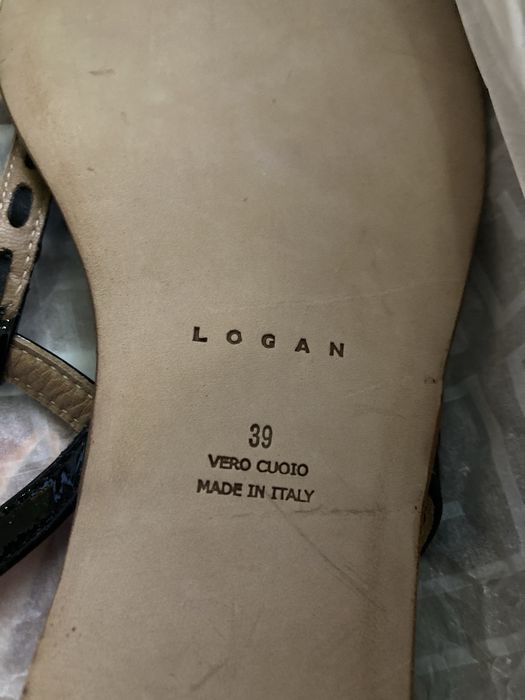 LOGAN
39
VERO CUOIO
MADE IN ITALY